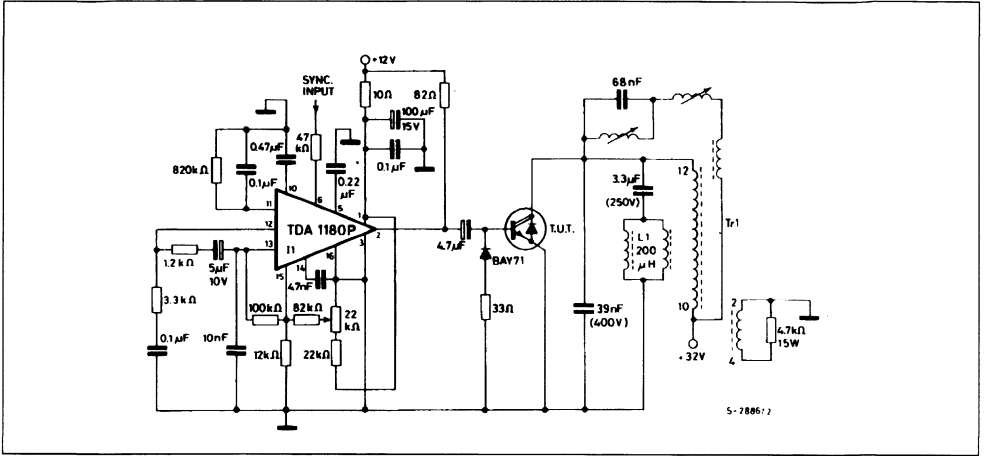 +12V
SYNC.
INPUT
10Ω
82Ω
100μF
15V
0.1μF
68nF
0.47μF
47
kΩ
820kΩ
0.1μF
0.22
μF
10
6
5
11
12
13
TDA 1180P
I1
1
2
3
14
15
16
4.7μF
BAY71
T.U.T.
3.3μF
(250V)
12
L1
200
μH
Tr1
1.2kΩ
5μF
10V
4.7nF
3.3kΩ
100kΩ
82kΩ
22
kΩ
33Ω
39nF
(400V)
10
+32V
2
4
4.7kΩ
15W
0.1μF
10nF
12kΩ
22kΩ